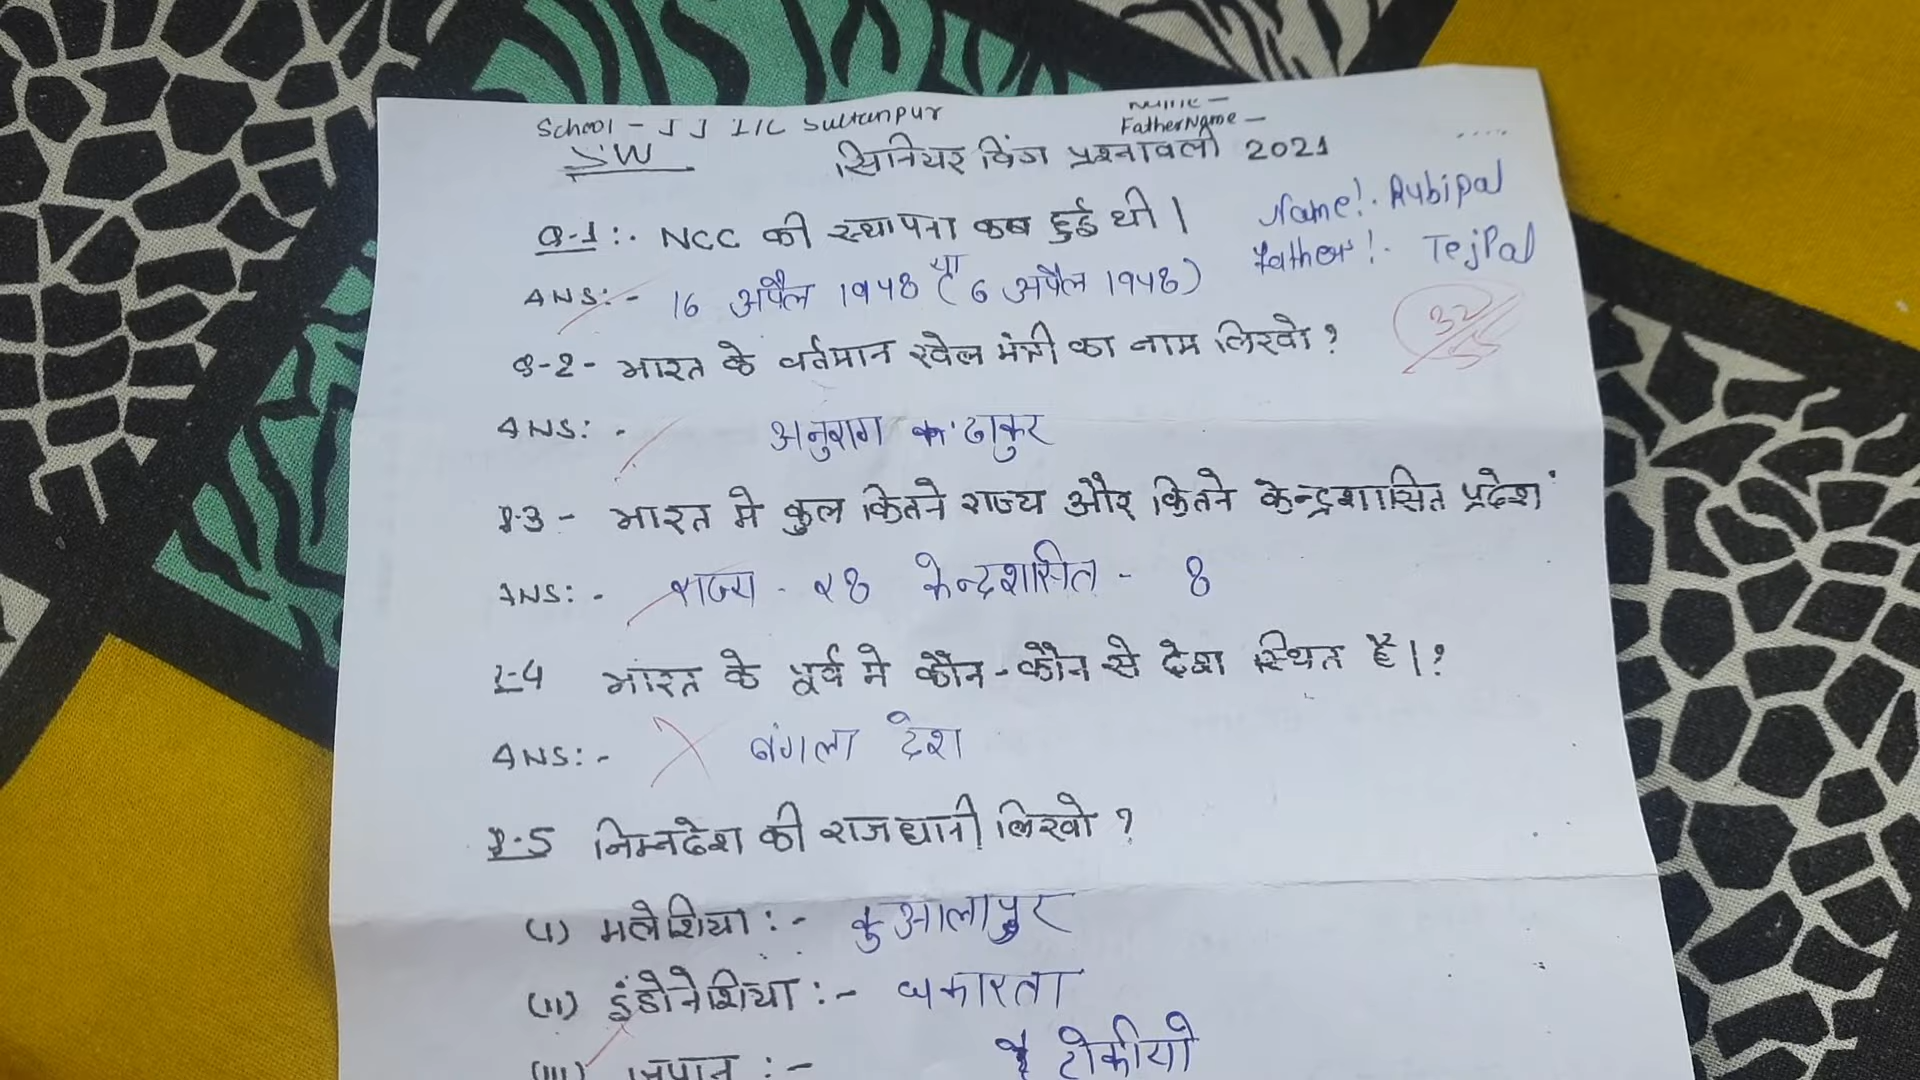 School - J J I/C Sultanpur
Name -
Father Name -
SW
सिनियर विंग प्रश्नावली 2021
Name:- Rubipal
Father:- TejPal
32/55
Q-1:- NCC की स्थापना कब हुई थी।
ANS:- 16 अप्रैल 1948 या (6 अप्रैल 1948)
Q-2- भारत के वर्तमान खेल मंत्री का नाम लिखो?
ANS:- अनुराग ठाकुर
Q-3 - भारत मे कुल कितने राज्य और कितने केन्द्रशासित प्रदेश
ANS:- राज्य - 28 केन्द्रशासित - 8
Q-4 भारत के पूर्व मे कौन-कौन से देश स्थित है।?
ANS:- बंगला देश
Q-5 निम्नदेश की राजधानी लिखो?
(I) मलेशिया :- कुआलापुर
(II) इंडोनेशिया :- जकारता
(III) जापान :- टोकीयो